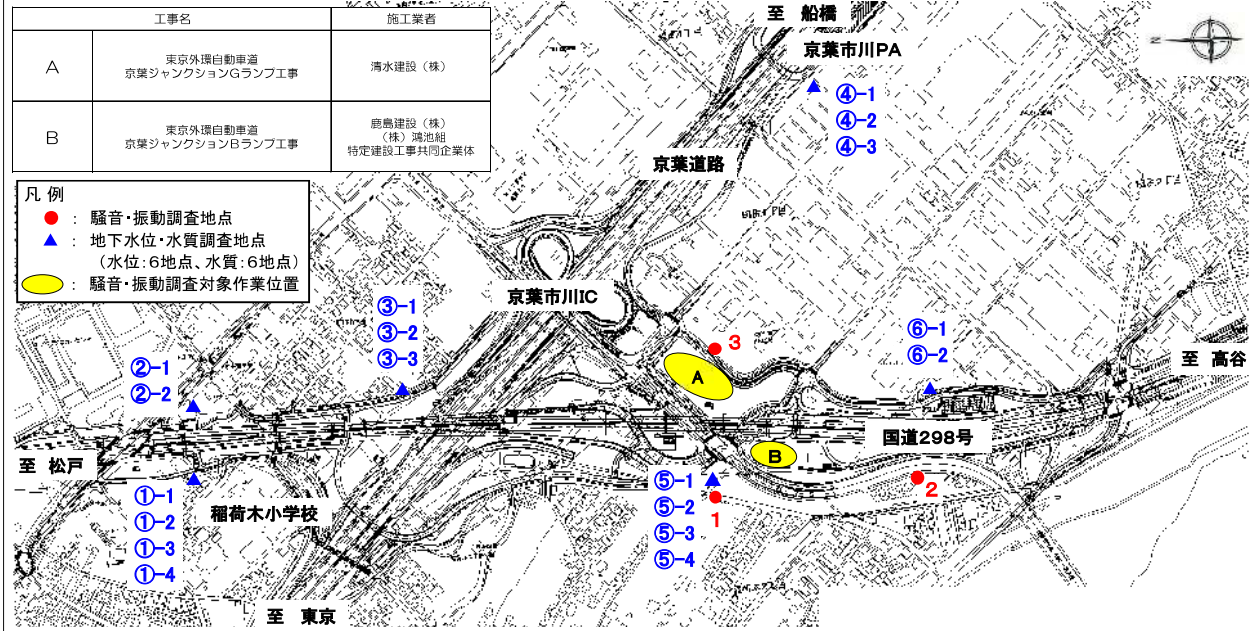 工事名
施工業者
A
東京外環自動車道
京葉ジャンクションGランプ工事
清水建設（株）
B
東京外環自動車道
京葉ジャンクションBランプ工事
鹿島建設（株）
（株）鴻池組
特定建設工事共同企業体
凡例
： 騒音・振動調査地点
： 地下水位・水質調査地点
（水位：6地点、水質：6地点）
： 騒音・振動調査対象作業位置
至 船橋
京葉市川PA
④-1
④-2
④-3
京葉道路
京葉市川IC
③-1
③-2
③-3
②-1
②-2
3
A
⑥-1
⑥-2
至 高谷
国道298号
B
至 松戸
①-1
①-2
①-3
①-4
稲荷木小学校
⑤-1
⑤-2
⑤-3
⑤-4
1
2
至 東京
N